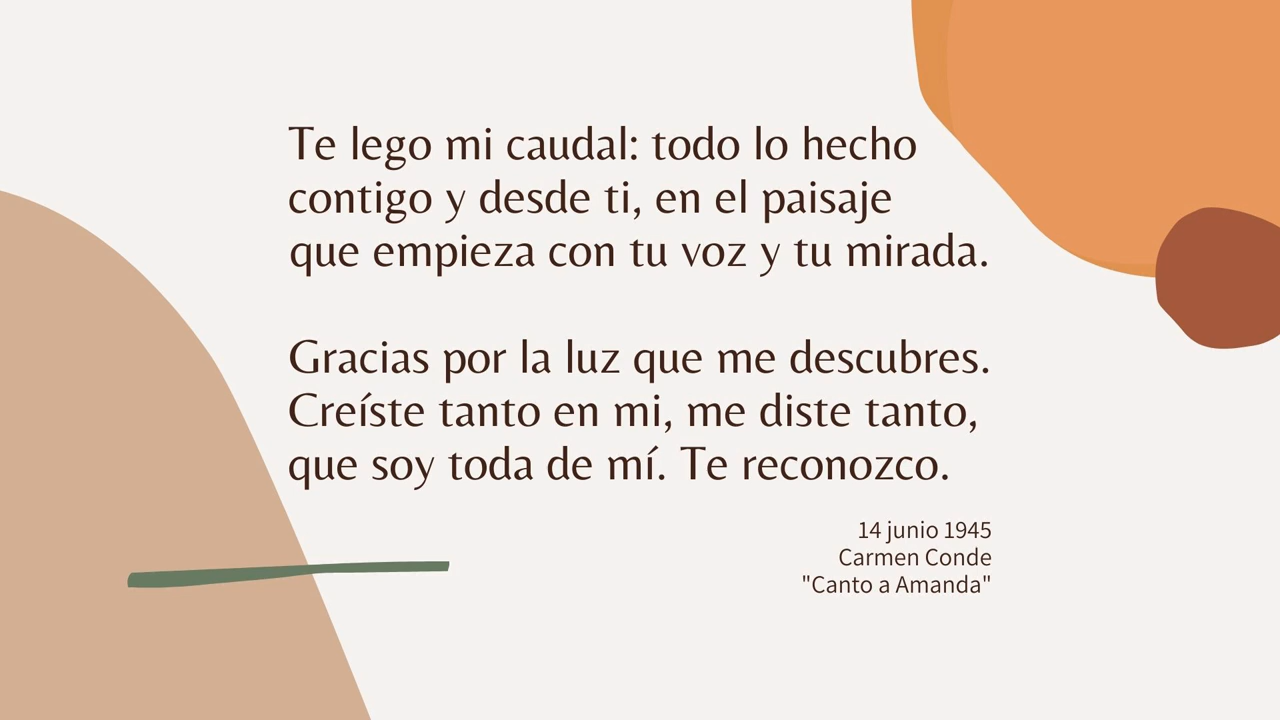 Te lego mi caudal: todo lo hecho
contigo y desde ti, en el paisaje
que empieza con tu voz y tu mirada.
Gracias por la luz que me descubres.
Creíste tanto en mi, me diste tanto,
que soy toda de mí. Te reconozco.
14 junio 1945
Carmen Conde
"Canto a Amanda"